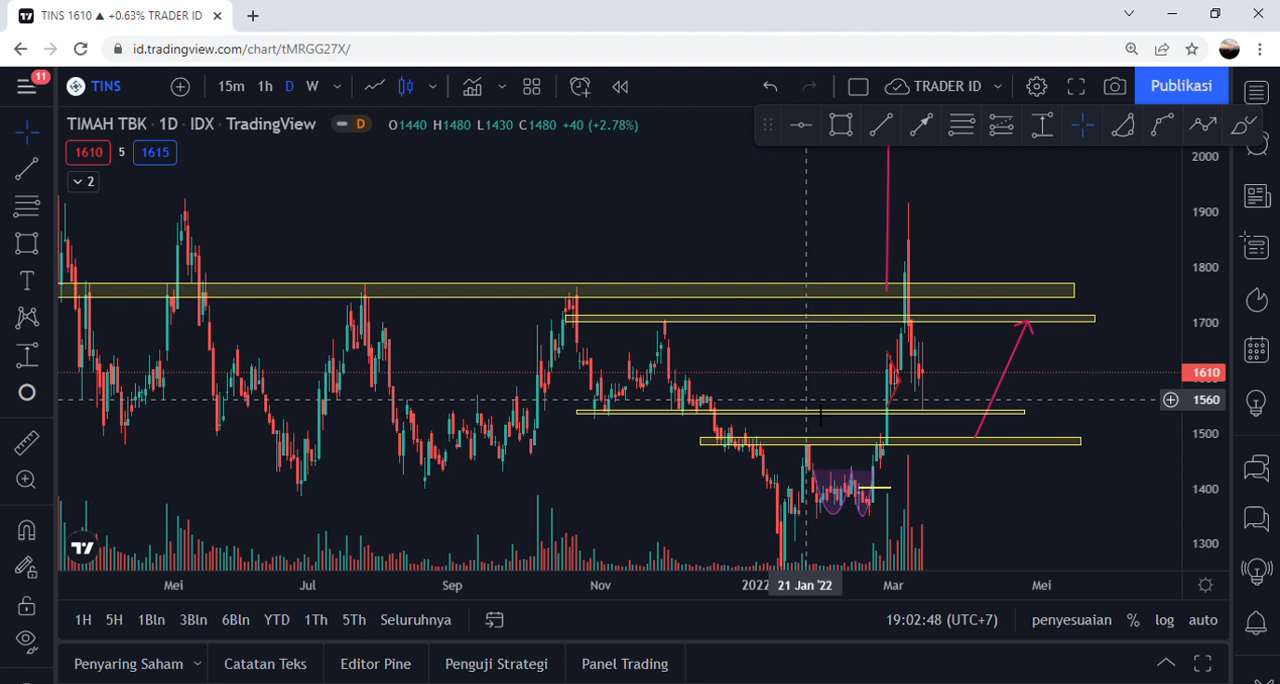 TINS 1610 ▲ +0.63% TRADER ID
id.tradingview.com/chart/tMRGG27X/
11
TINS
15m 1h D W
TRADER ID
Publikasi
TIMAH TBK · 1D · IDX · TradingView
D
O1440 H1480 L1430 C1480 +40 (+2.78%)
1610 5 1615
2
2000
1900
1800
1700
1610
1560
1500
1400
1300
Mei Jul Sep Nov 2022 21 Jan '22 Mar Mei
1H 5H 1Bln 3Bln 6Bln YTD 1Th 5Th Seluruhnya
19:02:48 (UTC+7)
penyesuaian % log auto
Penyaring Saham Catatan Teks Editor Pine Penguji Strategi Panel Trading